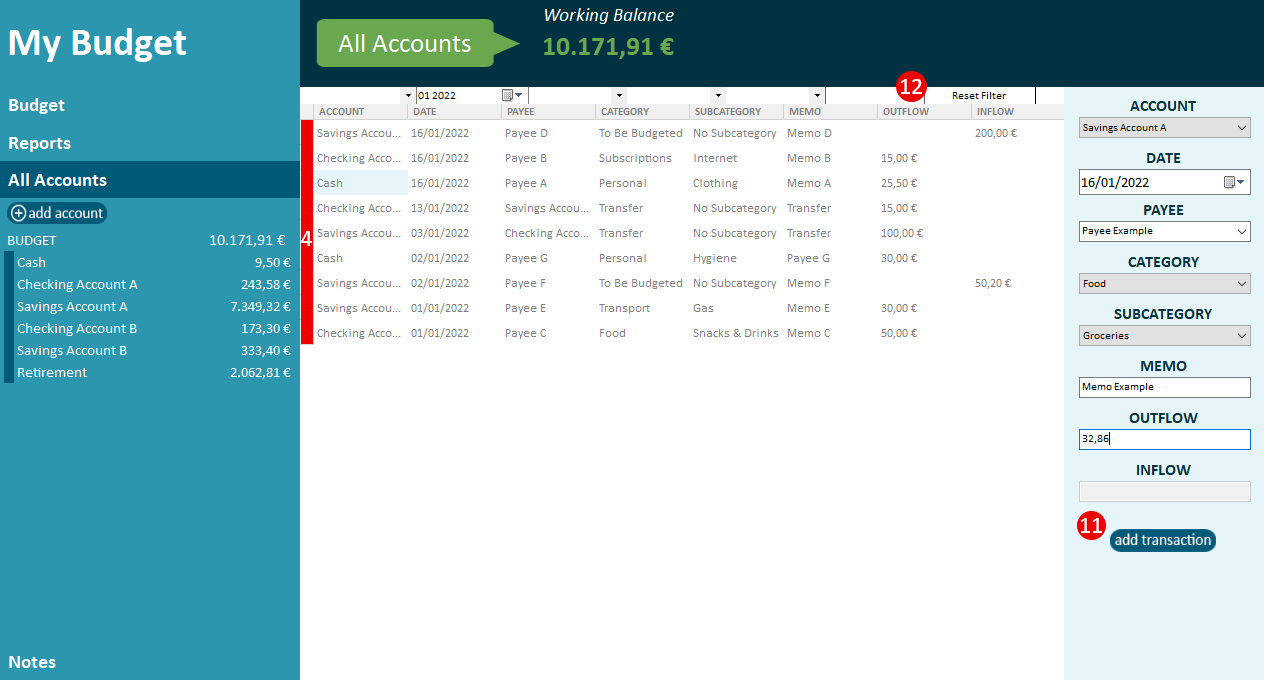 My Budget
Budget
Reports
All Accounts
add account
BUDGET 10.171,91 €
Cash 9,50 €
Checking Account A 243,58 €
Savings Account A 7.349,32 €
Checking Account B 173,30 €
Savings Account B 333,40 €
Retirement 2.062,81 €
Notes
All Accounts
Working Balance
10.171,91 €
12
01 2022 Reset Filter
ACCOUNT DATE PAYEE CATEGORY SUBCATEGORY MEMO OUTFLOW INFLOW
Savings Accou... 16/01/2022 Payee D To Be Budgeted No Subcategory Memo D 200,00 €
Checking Acco... 16/01/2022 Payee B Subscriptions Internet Memo B 15,00 €
Cash 16/01/2022 Payee A Personal Clothing Memo A 25,50 €
Checking Acco... 13/01/2022 Savings Accou... Transfer No Subcategory Transfer 15,00 €
4
Savings Accou... 03/01/2022 Checking Acco... Transfer No Subcategory Transfer 100,00 €
Cash 02/01/2022 Payee G Personal Hygiene Payee G 30,00 €
Savings Accou... 02/01/2022 Payee F To Be Budgeted No Subcategory Memo F 50,20 €
Savings Accou... 01/01/2022 Payee E Transport Gas Memo E 30,00 €
Checking Acco... 01/01/2022 Payee C Food Snacks & Drinks Memo C 50,00 €
ACCOUNT
Savings Account A
DATE
16/01/2022
PAYEE
Payee Example
CATEGORY
Food
SUBCATEGORY
Groceries
MEMO
Memo Example
OUTFLOW
32,86
INFLOW
11
add transaction